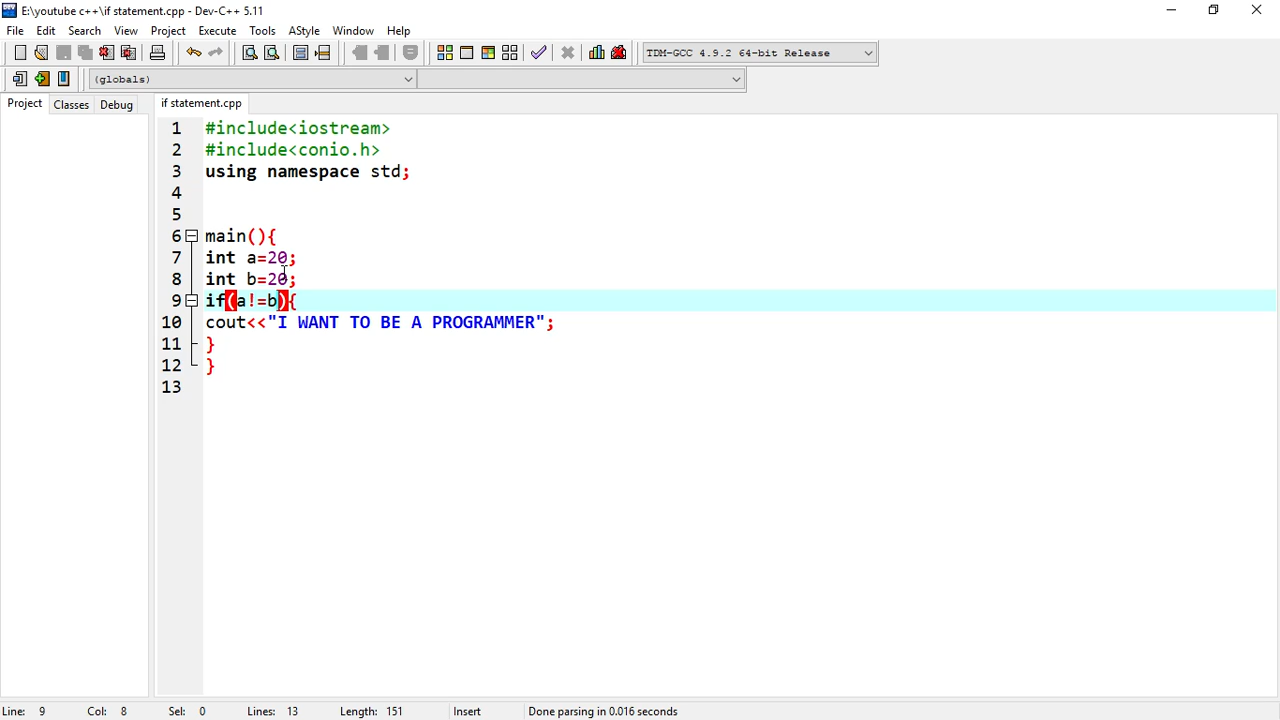 E:\youtube c++\if statement.cpp - Dev-C++ 5.11
File Edit Search View Project Execute Tools AStyle Window Help
TDM-GCC 4.9.2 64-bit Release
(globals)
Project Classes Debug if statement.cpp
1 #include<iostream>
2 #include<conio.h>
3 using namespace std;
4
5
6 main(){
7 int a=20;
8 int b=20;
9 if(a!=b){
10 cout<<"I WANT TO BE A PROGRAMMER";
11 }
12 }
13
Line: 9 Col: 8 Sel: 0 Lines: 13 Length: 151 Insert Done parsing in 0.016 seconds